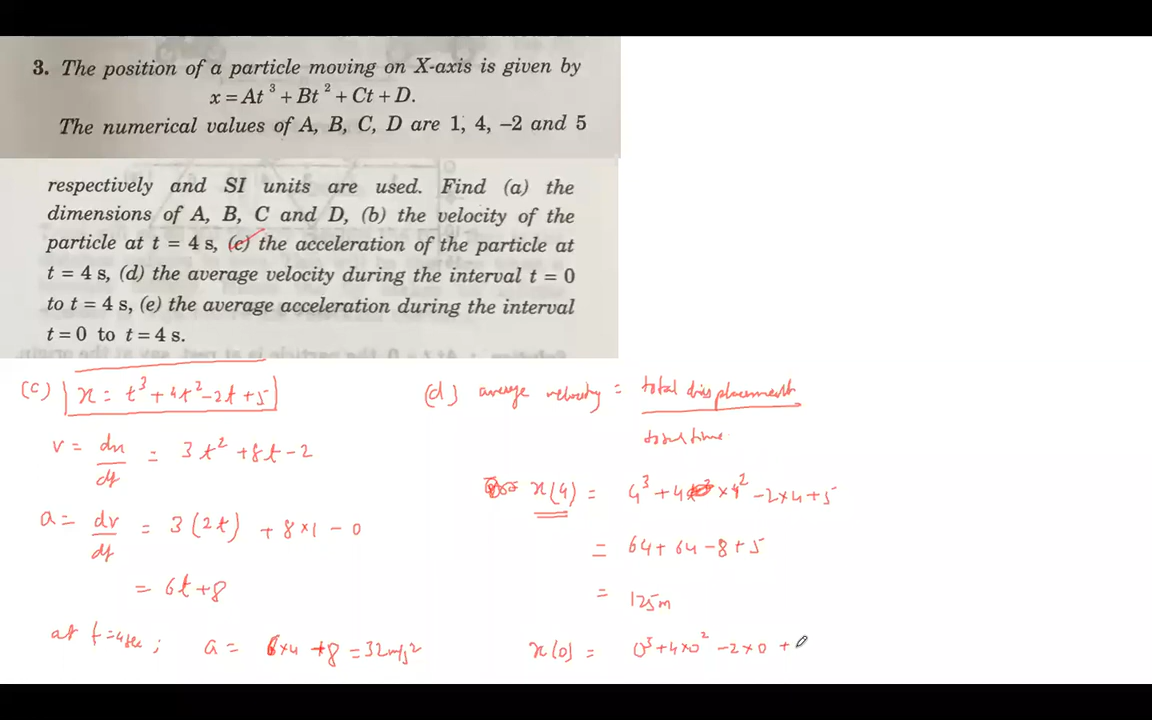 3. The position of a particle moving on X-axis is given by
x = At³ + Bt² + Ct + D.
The numerical values of A, B, C, D are 1, 4, –2 and 5
respectively and SI units are used. Find (a) the
dimensions of A, B, C and D, (b) the velocity of the
particle at t = 4 s, (c) the acceleration of the particle at
t = 4 s, (d) the average velocity during the interval t = 0
to t = 4 s, (e) the average acceleration during the interval
t = 0 to t = 4 s.
(c) x = t³ + 4t² - 2t + 5
v = dx/dt = 3t² + 8t - 2
a = dv/dt = 3(2t) + 8×1 - 0
= 6t + 8
at t = 4sec ; a = 6×4 + 8 = 32 m/s²
(d) average velocity = total displacement
total time
x(4) = 4³ + 4 × 4² - 2×4 + 5
= 64 + 64 - 8 + 5
= 125m
x(0) = 0³ + 4×0² - 2×0 +